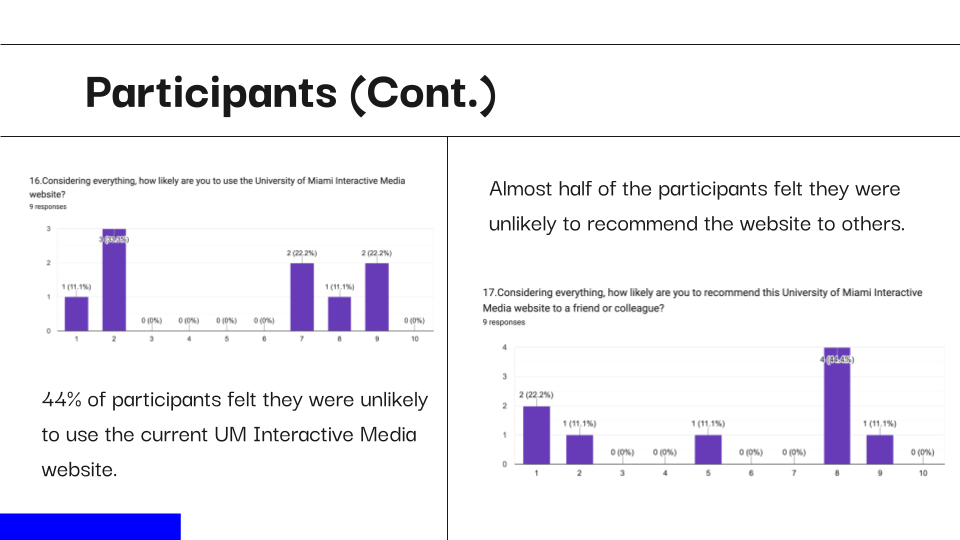 Participants (Cont.)
16.Considering everything, how likely are you to use the University of Miami Interactive Media
website?
9 responses
3
2
1
0
1 (11.1%)
3 (33.3%)
0 (0%)
0 (0%)
0 (0%)
0 (0%)
2 (22.2%)
1 (11.1%)
2 (22.2%)
0 (0%)
1 2 3 4 5 6 7 8 9 10
44% of participants felt they were unlikely
to use the current UM Interactive Media
website.
Almost half of the participants felt they were
unlikely to recommend the website to others.
17.Considering everything, how likely are you to recommend this University of Miami Interactive
Media website to a friend or colleague?
9 responses
4
3
2
1
0
2 (22.2%)
1 (11.1%)
0 (0%)
0 (0%)
1 (11.1%)
0 (0%)
0 (0%)
4 (44.4%)
1 (11.1%)
0 (0%)
1 2 3 4 5 6 7 8 9 10